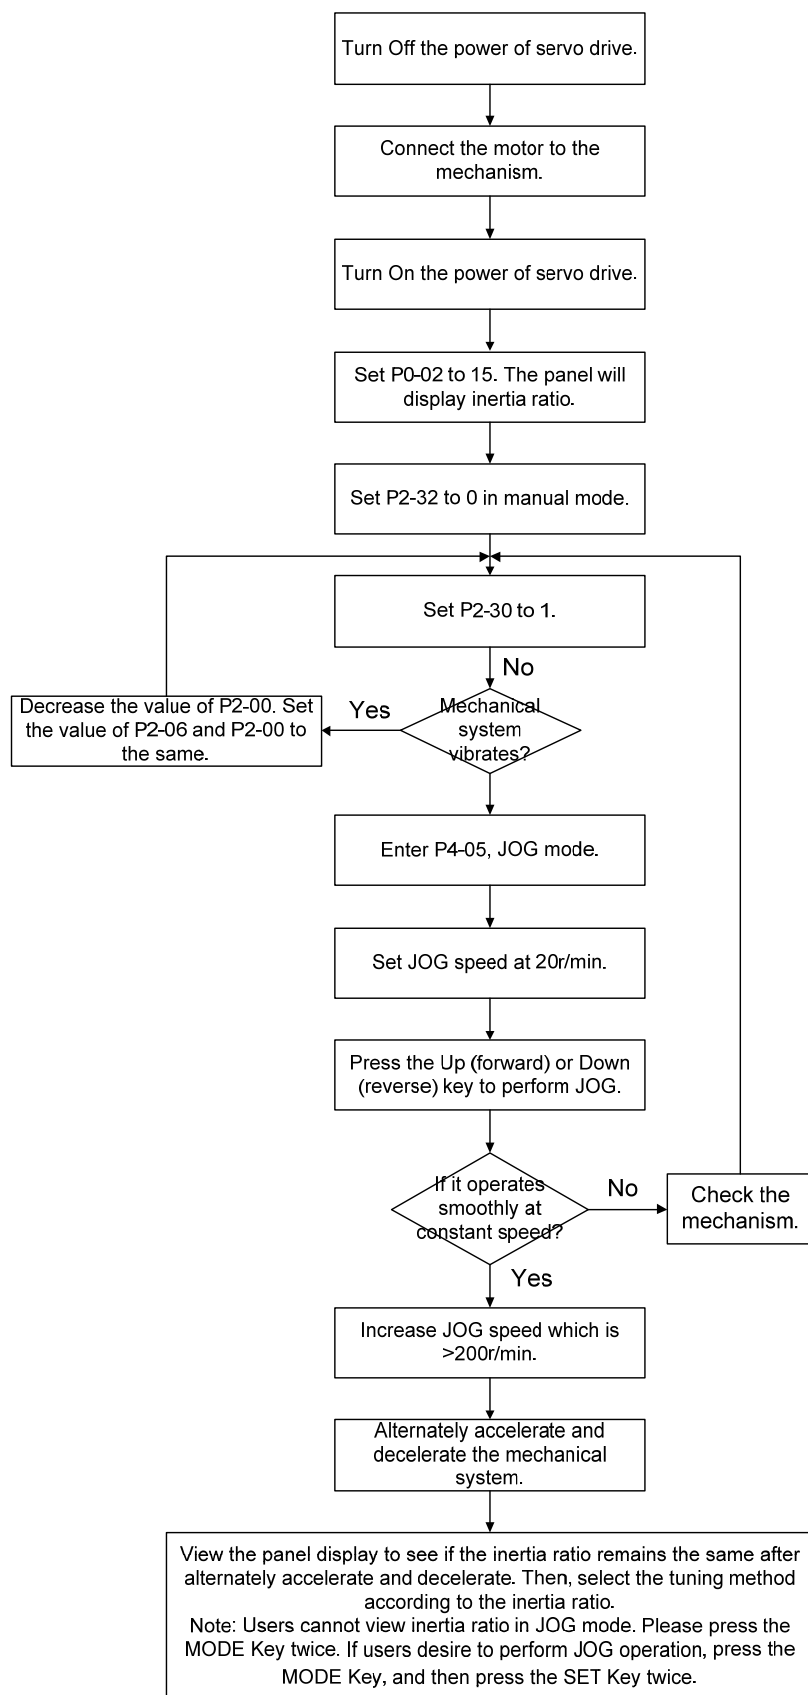 Turn Off the power of servo drive.
Connect the motor to the
mechanism.
Turn On the power of servo drive.
Set P0-02 to 15. The panel will
display inertia ratio.
Set P2-32 to 0 in manual mode.
Set P2-30 to 1.
No
Decrease the value of P2-00. Set
the value of P2-06 and P2-00 to
the same.
Yes
Mechanical
system
vibrates?
Enter P4-05, JOG mode.
Set JOG speed at 20r/min.
Press the Up (forward) or Down
(reverse) key to perform JOG.
If it operates
smoothly at
constant speed?
No
Check the
mechanism.
Yes
Increase JOG speed which is
>200r/min.
Alternately accelerate and
decelerate the mechanical
system.
View the panel display to see if the inertia ratio remains the same after
alternately accelerate and decelerate. Then, select the tuning method
according to the inertia ratio.
Note: Users cannot view inertia ratio in JOG mode. Please press the
MODE Key twice. If users desire to perform JOG operation, press the
MODE Key, and then press the SET Key twice.